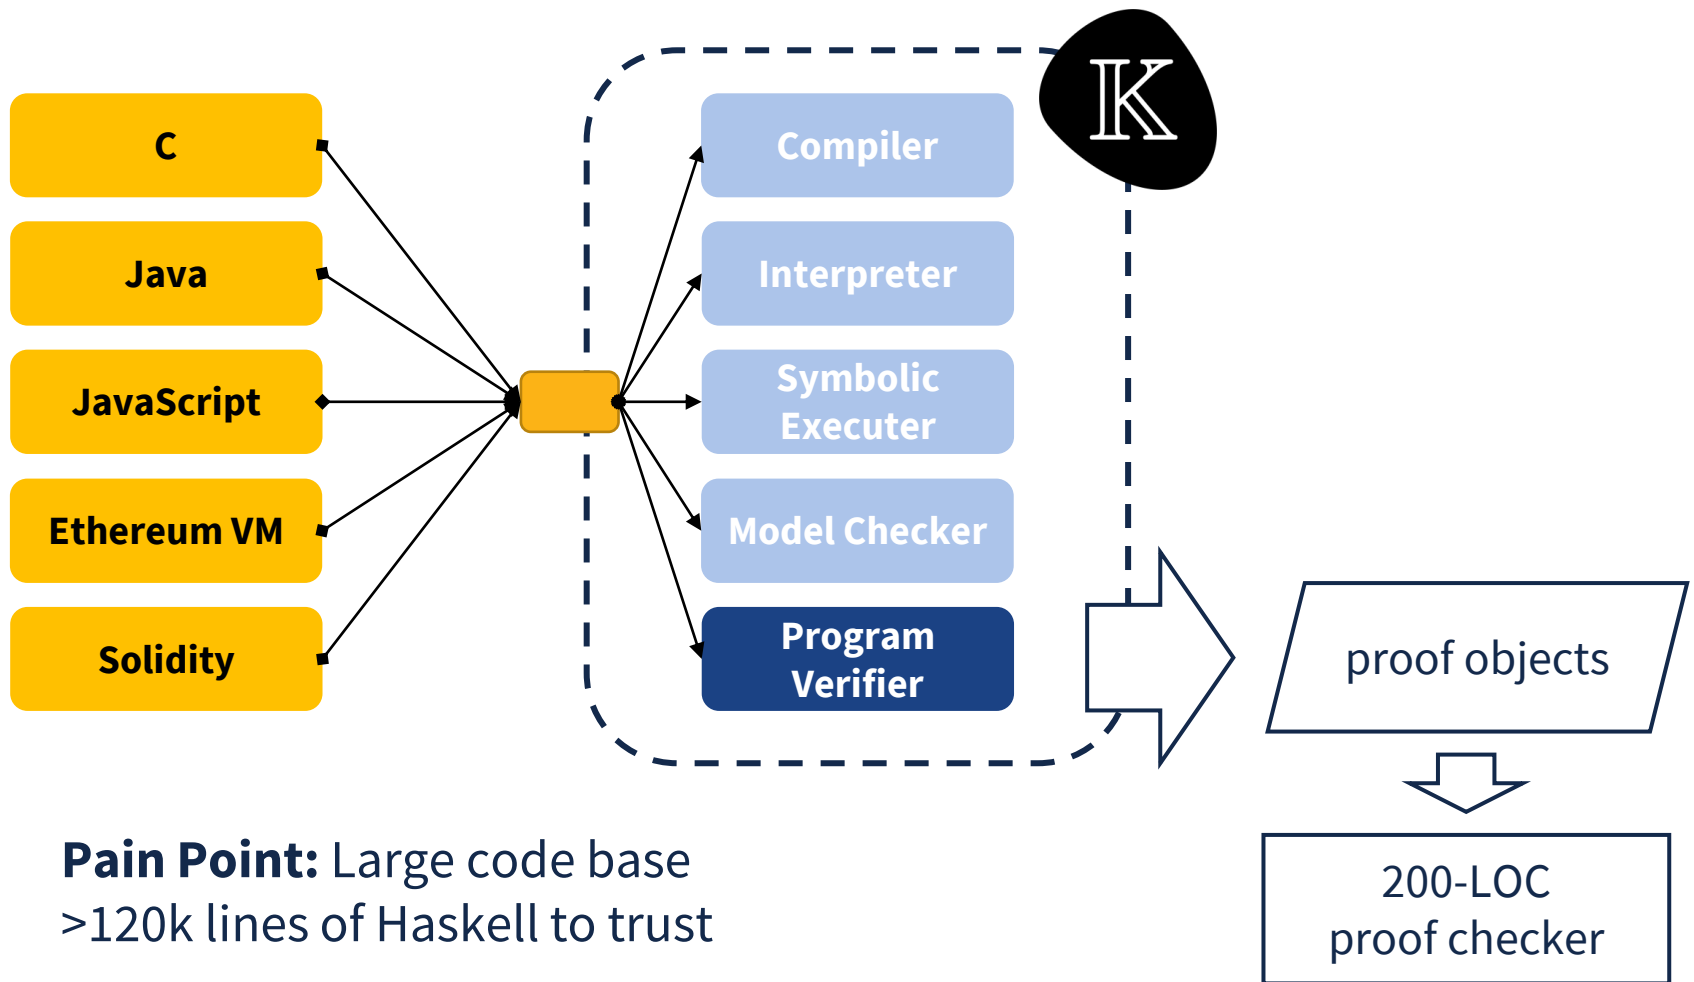 C
Java
JavaScript
Ethereum VM
Solidity
Compiler
Interpreter
Symbolic
Executer
Model Checker
Program
Verifier
𝕂
proof objects
200-LOC
proof checker
Pain Point: Large code base
>120k lines of Haskell to trust